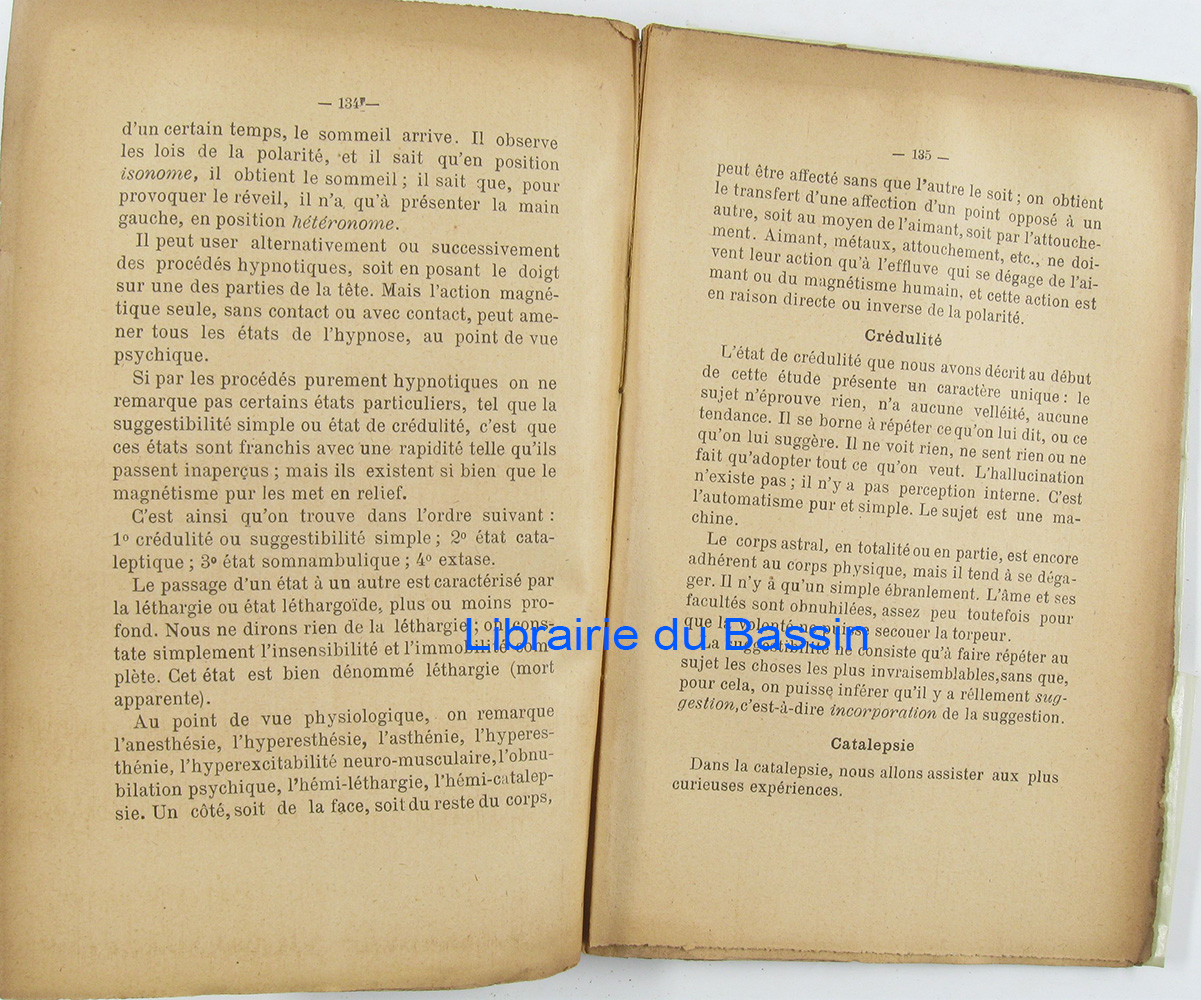 — 134 —
d'un certain temps, le sommeil arrive. Il observe
les lois de la polarité, et il sait qu'en position
isonome, il obtient le sommeil ; il sait que, pour
provoquer le réveil, il n'a qu'à présenter la main
gauche, en position hétéronome.
Il peut user alternativement ou successivement
des procédés hypnotiques, soit en posant le doigt
sur une des parties de la tête. Mais l'action magné-
tique seule, sans contact ou avec contact, peut ame-
ner tous les états de l'hypnose, au point de vue
psychique.
Si par les procédés purement hypnotiques on ne
remarque pas certains états particuliers, tel que la
suggestibilité simple ou état de crédulité, c'est que
ces états sont franchis avec une rapidité telle qu'ils
passent inaperçus ; mais ils existent si bien que le
magnétisme pur les met en relief.
C'est ainsi qu'on trouve dans l'ordre suivant :
1º crédulité ou suggestibilité simple ; 2º état cata-
leptique ; 3º état somnambulique ; 4º extase.
Le passage d'un état à un autre est caractérisé par
la léthargie ou état léthargoïde, plus ou moins pro-
fond. Nous ne dirons rien de la léthargie ; on cons-
tate simplement l'insensibilité et l'immobilité com-
plète. Cet état est bien dénommé léthargie (mort
apparente).
Au point de vue physiologique, on remarque
l'anesthésie, l'hyperesthésie, l'asthénie, l'hyperes-
thénie, l'hyperexcitabilité neuro-musculaire, l'obnu-
bilation psychique, l'hémi-léthargie, l'hémi-catalep-
sie. Un côté, soit de la face, soit du reste du corps,
— 135 —
peut être affecté sans que l'autre le soit ; on obtient
le transfert d'une affection d'un point opposé à un
autre, soit au moyen de l'aimant, soit par l'attouche-
ment. Aimant, métaux, attouchement, etc., ne doi-
vent leur action qu'à l'effluve qui se dégage de l'ai-
mant ou du magnétisme humain, et cette action est
en raison directe ou inverse de la polarité.
Crédulité
L'état de crédulité que nous avons décrit au début
de cette étude présente un caractère unique : le
sujet n'éprouve rien, n'a aucune velléité, aucune
tendance. Il se borne à répéter ce qu'on lui dit, ou ce
qu'on lui suggère. Il ne voit rien, ne sent rien ou ne
fait qu'adopter tout ce qu'on veut. L'hallucination
n'existe pas ; il n'y a pas perception interne. C'est
l'automatisme pur et simple. Le sujet est une ma-
chine.
Le corps astral, en totalité ou en partie, est encore
adhérent au corps physique, mais il tend à se déga-
ger. Il n'y a qu'un simple ébranlement. L'âme et ses
facultés sont obnuhilées, assez peu toutefois pour
que la volonté ne puisse secouer la torpeur.
La suggestibilité ne consiste qu'à faire répéter au
sujet les choses les plus invraisemblables, sans que,
pour cela, on puisse inférer qu'il y a réllement sug-
gestion, c'est-à-dire incorporation de la suggestion.
Catalepsie
Dans la catalepsie, nous allons assister aux plus
curieuses expériences.
Librairie du Bassin